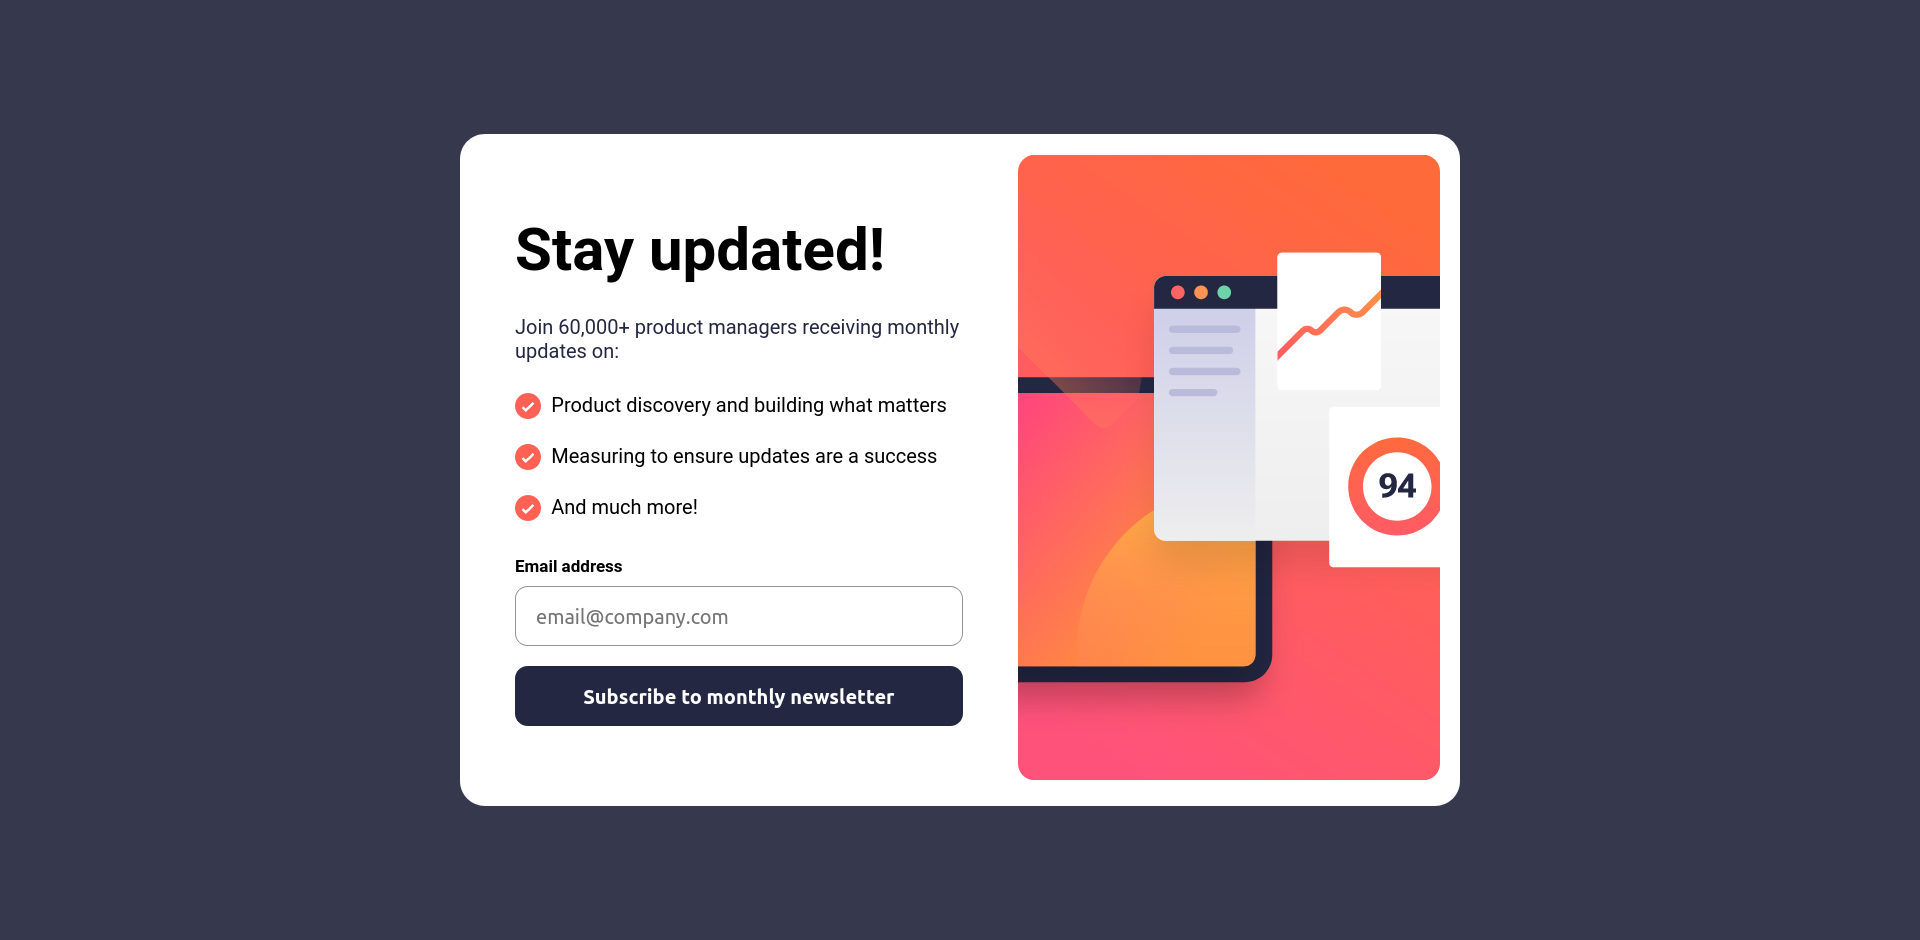 Stay updated!
Join 60,000+ product managers receiving monthly
updates on:
Product discovery and building what matters
Measuring to ensure updates are a success
And much more!
Email address
email@company.com
Subscribe to monthly newsletter
94